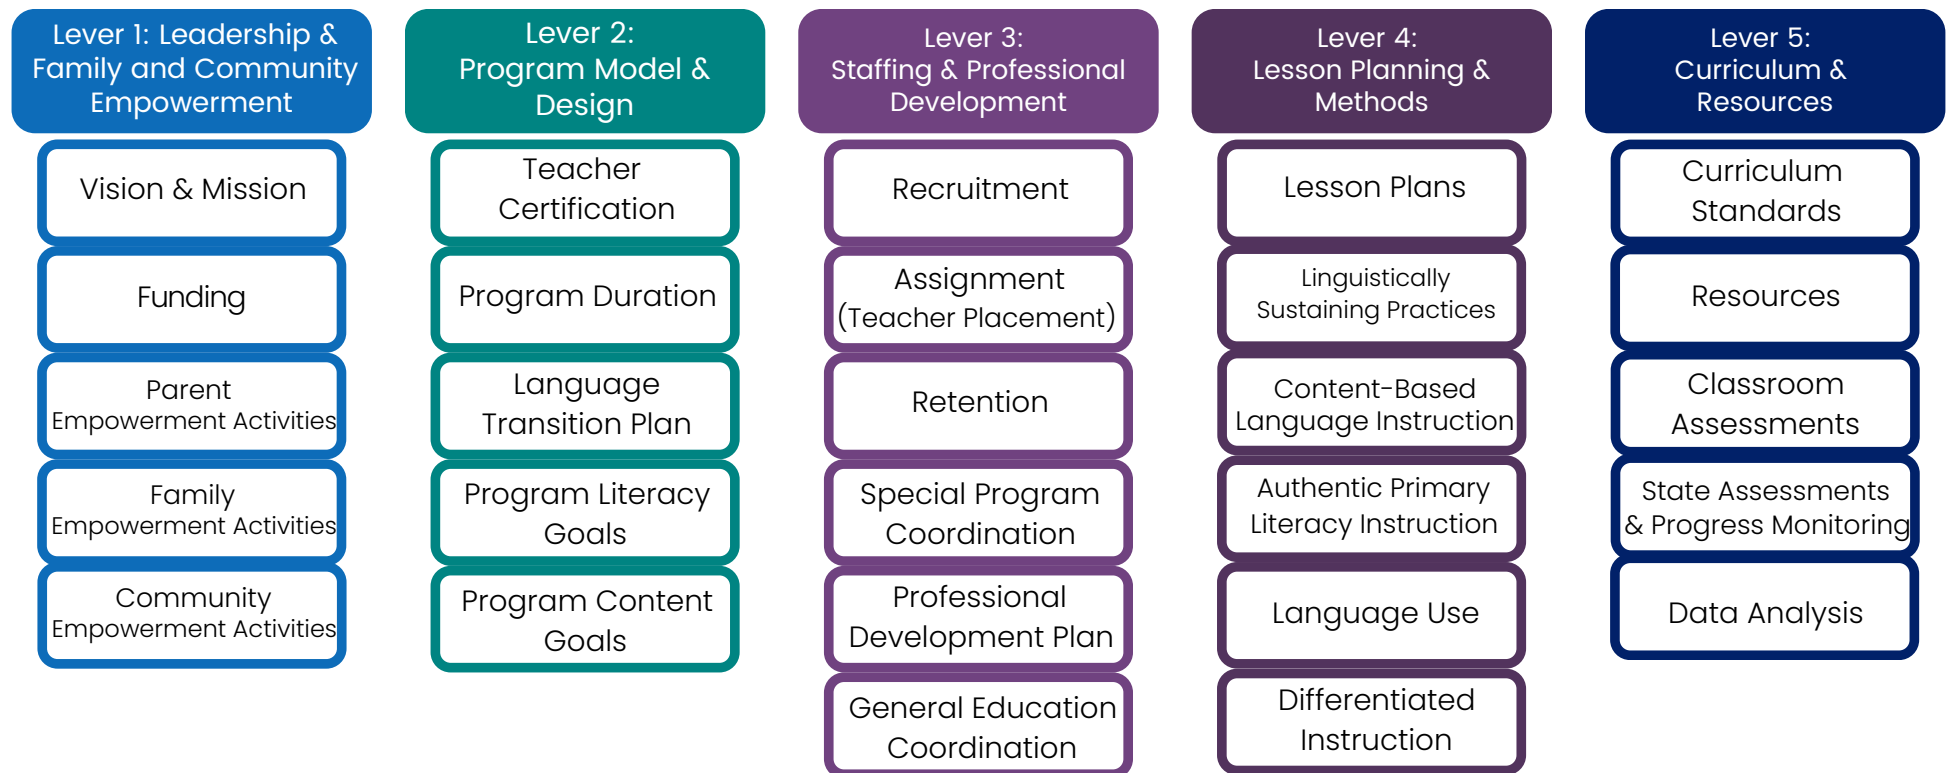 Lever 1: Leadership &
Family and Community
Empowerment
Vision & Mission
Funding
Parent
Empowerment Activities
Family
Empowerment Activities
Community
Empowerment Activities
Lever 2:
Program Model &
Design
Teacher
Certification
Program Duration
Language
Transition Plan
Program Literacy
Goals
Program Content
Goals
Lever 3:
Staffing & Professional
Development
Recruitment
Assignment
(Teacher Placement)
Retention
Special Program
Coordination
Professional
Development Plan
General Education
Coordination
Lever 4:
Lesson Planning &
Methods
Lesson Plans
Linguistically
Sustaining Practices
Content-Based
Language Instruction
Authentic Primary
Literacy Instruction
Language Use
Differentiated
Instruction
Lever 5:
Curriculum &
Resources
Curriculum
Standards
Resources
Classroom
Assessments
State Assessments
& Progress Monitoring
Data Analysis